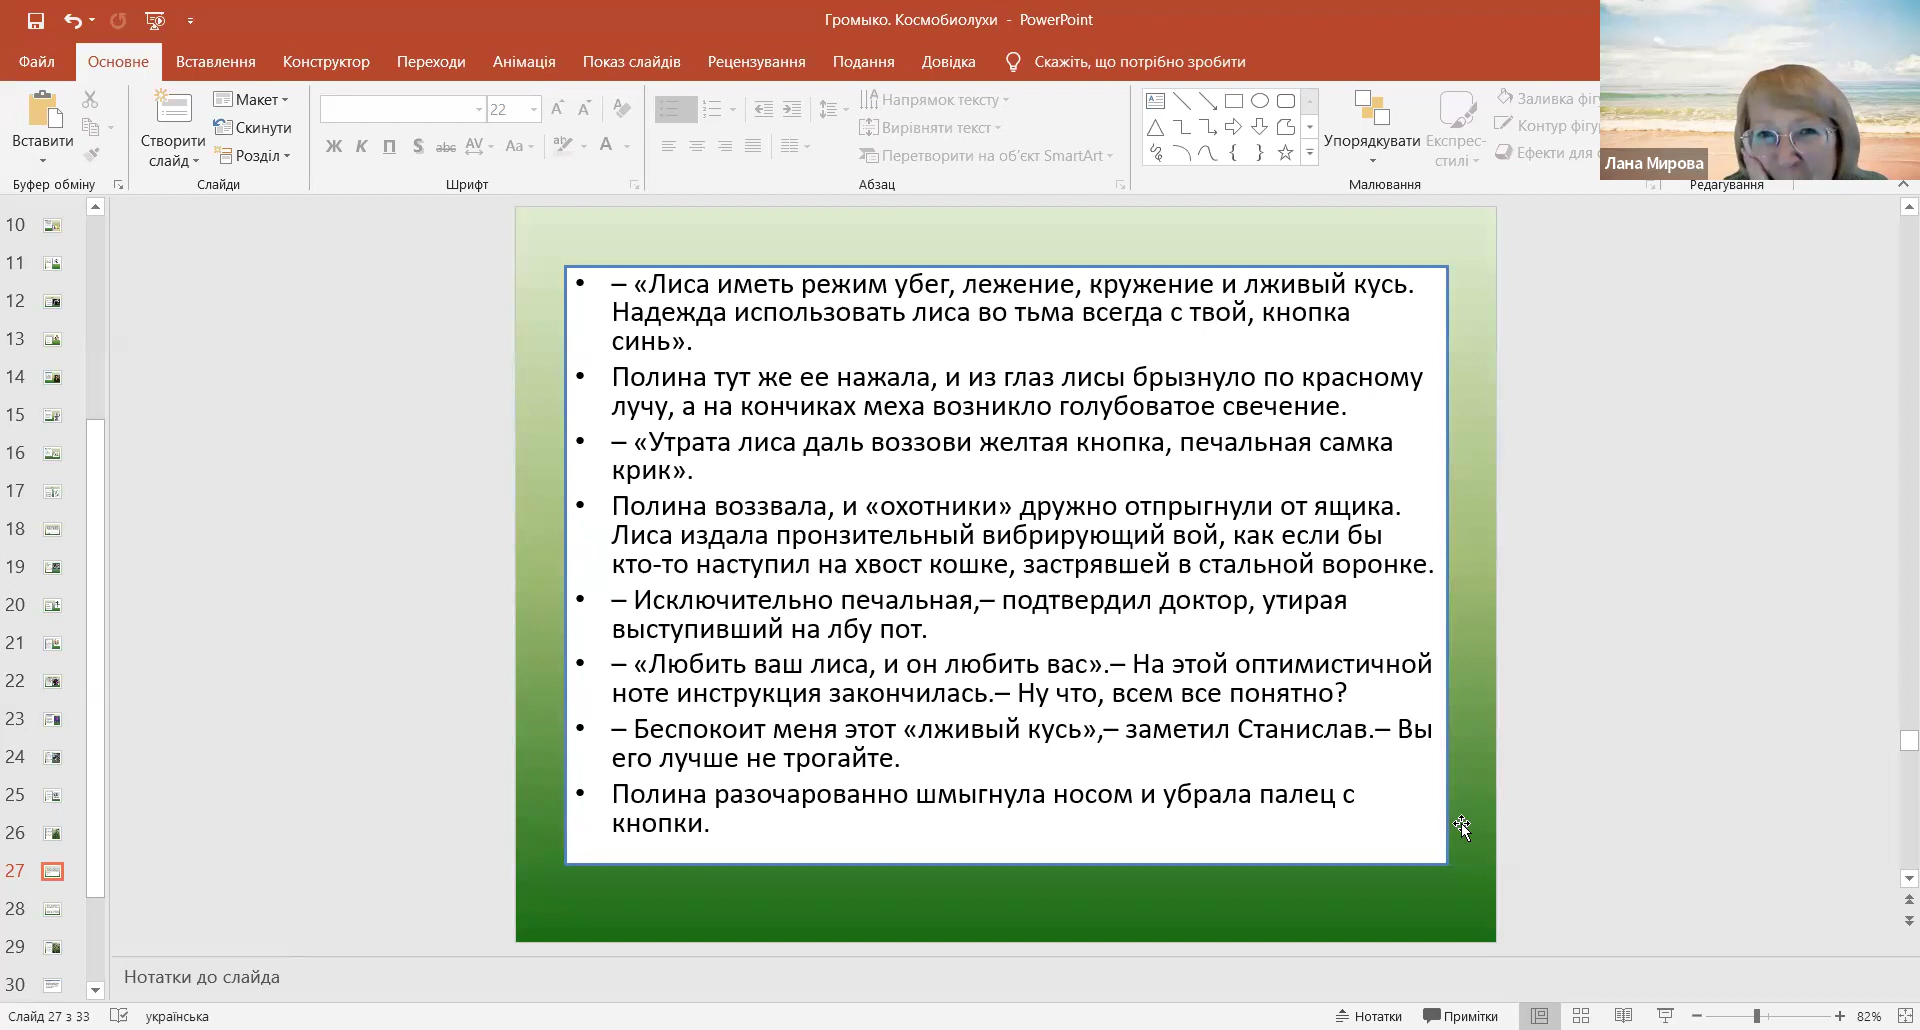 Громыко. Космобиолухи - PowerPoint
Файл Основне Вставлення Конструктор Переходи Анімація Показ слайдів Рецензування Подання Довідка Скажіть, що потрібно зробити
Вставити
Буфер обміну
Створити
слайд
Макет
Скинути
Розділ
Слайди
22
Ж К П S abc AV Aa А
Шрифт
Напрямок тексту
Вирівняти текст
Перетворити на об'єкт SmartArt
Абзац
Упорядкувати
Експрес-
стилі
Заливка фігу
Контур фігу
Ефекти для
Малювання
Редагування
Лана Мирова
10
11
12
13
14
15
16
17
18
19
20
21
22
23
24
25
26
27
28
29
30
• – «Лиса иметь режим убег, лежение, кружение и лживый кусь.
Надежда использовать лиса во тьма всегда с твой, кнопка
синь».
• Полина тут же ее нажала, и из глаз лисы брызнуло по красному
лучу, а на кончиках меха возникло голубоватое свечение.
• – «Утрата лиса даль воззови желтая кнопка, печальная самка
крик».
• Полина воззвала, и «охотники» дружно отпрыгнули от ящика.
Лиса издала пронзительный вибрирующий вой, как если бы
кто-то наступил на хвост кошке, застрявшей в стальной воронке.
• – Исключительно печальная,– подтвердил доктор, утирая
выступивший на лбу пот.
• – «Любить ваш лиса, и он любить вас».– На этой оптимистичной
ноте инструкция закончилась.– Ну что, всем все понятно?
• – Беспокоит меня этот «лживый кусь»,– заметил Станислав.– Вы
его лучше не трогайте.
• Полина разочарованно шмыгнула носом и убрала палец с
кнопки.
Нотатки до слайда
Слайд 27 з 33 українська Нотатки Примітки 82%